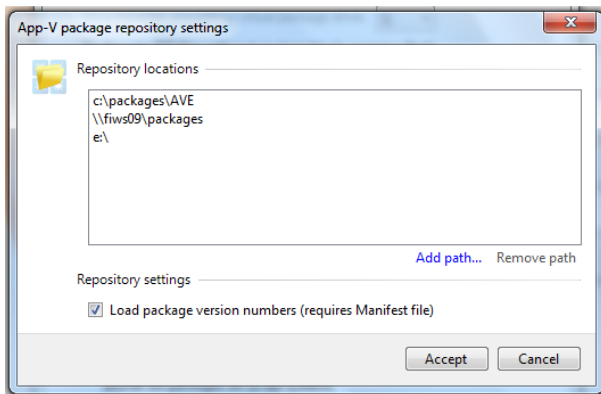 App-V package repository settings
Repository locations
c:\packages\AVE
\\fiws09\packages
e:\
Add path... Remove path
Repository settings
Load package version numbers (requires Manifest file)
Accept Cancel